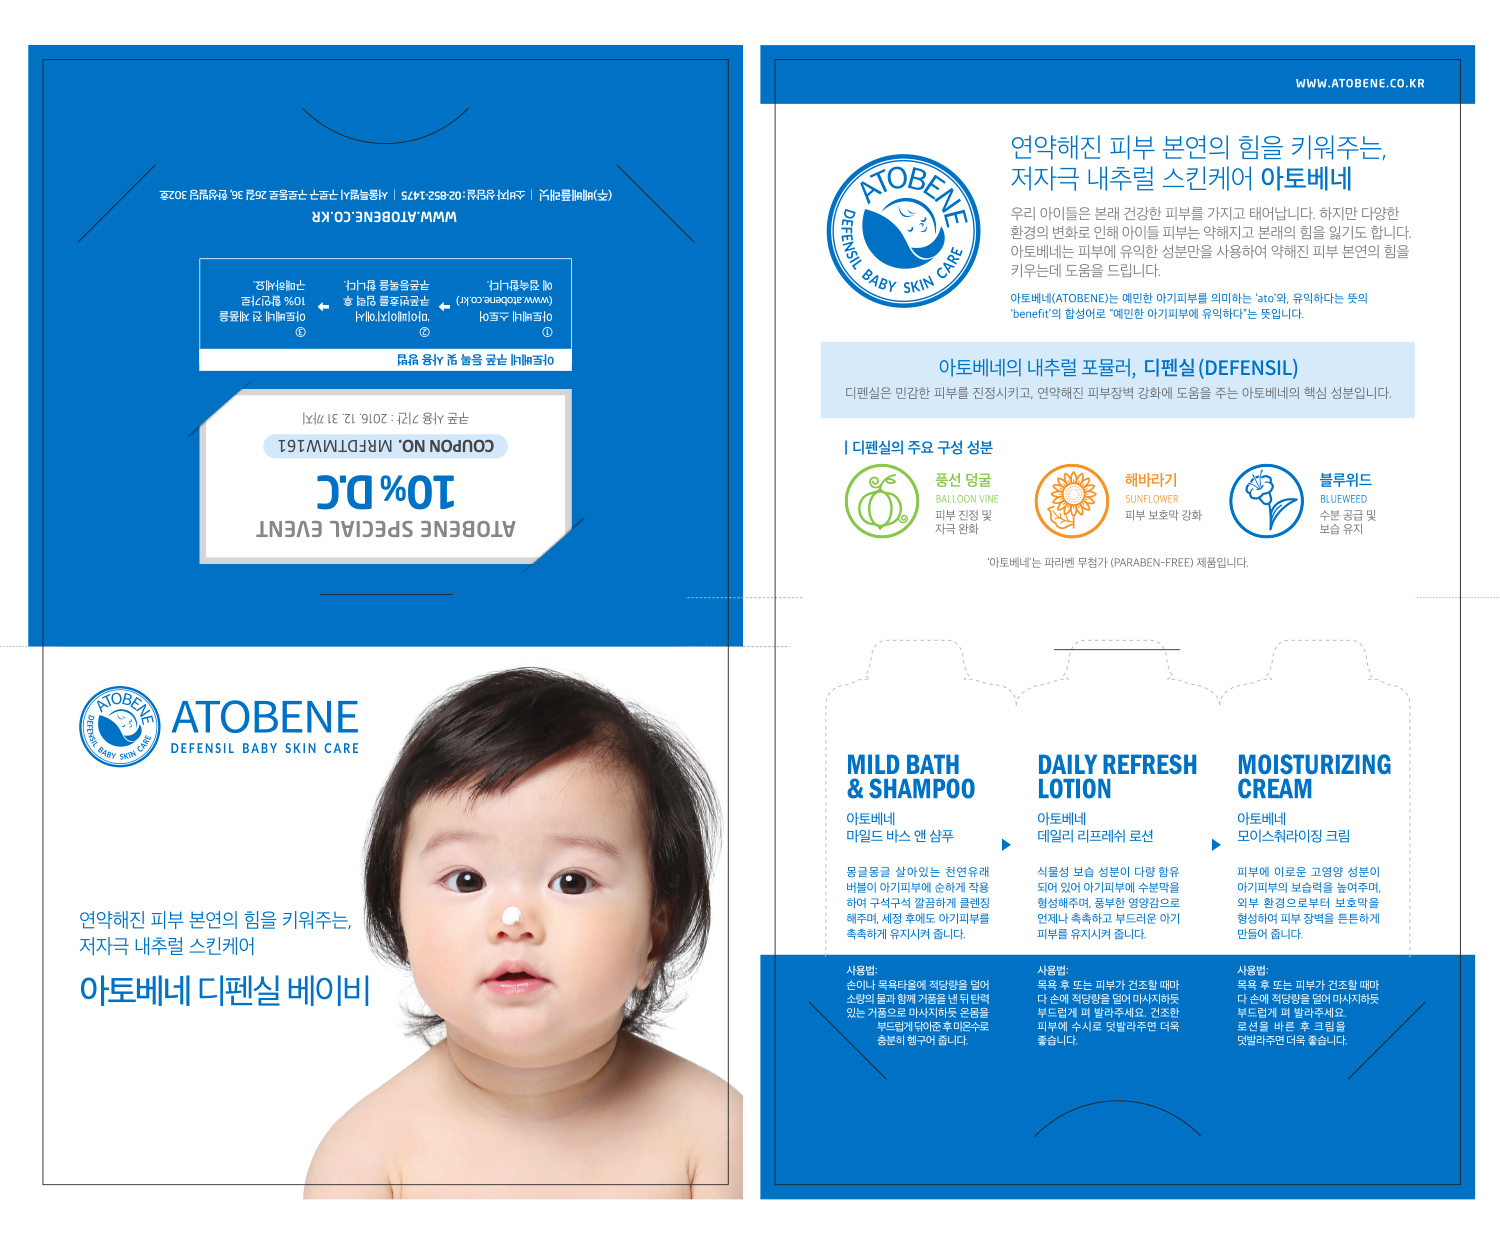 (주)베베플래닛 | 소비자 상담실 : 02-852-1475 | 서울특별시 구로구 구로동로 26길 36, 한성빌딩 302호
WWW.ATOBENE.CO.KR
ATOBENE SPECIAL EVENT
10% D.C
COUPON NO. MRFDTMW161
쿠폰 사용 기간 : 2016. 12. 31 까지
아토베네 쿠폰 등록 및 사용 방법
①
아토베네 스토어
(www.atobene.co.kr)
에 접속합니다.
②
'마이페이지'에서
쿠폰번호를 입력 후
쿠폰등록을 합니다.
③
아토베네 전 제품을
10% 할인가로
구매하세요.
ATOBENE
DEFENSIL BABY SKIN CARE
ATOBENE
DEFENSIL BABY SKIN CARE
연약해진 피부 본연의 힘을 키워주는,
저자극 내추럴 스킨케어
아토베네 디펜실 베이비
WWW.ATOBENE.CO.KR
ATOBENE
DEFENSIL BABY SKIN CARE
연약해진 피부 본연의 힘을 키워주는,
저자극 내추럴 스킨케어 아토베네
우리 아이들은 본래 건강한 피부를 가지고 태어납니다. 하지만 다양한
환경의 변화로 인해 아이들 피부는 약해지고 본래의 힘을 잃기도 합니다.
아토베네는 피부에 유익한 성분만을 사용하여 약해진 피부 본연의 힘을
키우는데 도움을 드립니다.
아토베네(ATOBENE)는 예민한 아기피부를 의미하는 'ato'와, 유익하다는 뜻의
'benefit'의 합성어로 “예민한 아기피부에 유익하다”는 뜻입니다.
아토베네의 내추럴 포뮬러, 디펜실(DEFENSIL)
디펜실은 민감한 피부를 진정시키고, 연약해진 피부장벽 강화에 도움을 주는 아토베네의 핵심 성분입니다.
| 디펜실의 주요 구성 성분
풍선 덩굴
BALLOON VINE
피부 진정 및
자극 완화
해바라기
SUNFLOWER
피부 보호막 강화
블루위드
BLUEWEED
수분 공급 및
보습 유지
'아토베네'는 파라벤 무첨가 (PARABEN-FREE) 제품입니다.
MILD BATH
& SHAMPOO
아토베네
마일드 바스 앤 샴푸
몽글몽글 살아있는 천연유래
버블이 아기피부에 순하게 작용
하여 구석구석 깔끔하게 클렌징
해주며, 세정 후에도 아기피부를
촉촉하게 유지시켜 줍니다.
사용법:
손이나 목욕타올에 적당량을 덜어
소량의 물과 함께 거품을 낸 뒤 탄력
있는 거품으로 마사지하듯 온몸을
부드럽게 닦아준 후 미온수로
충분히 헹구어 줍니다.
DAILY REFRESH
LOTION
아토베네
데일리 리프레쉬 로션
식물성 보습 성분이 다량 함유
되어 있어 아기피부에 수분막을
형성해주며, 풍부한 영양감으로
언제나 촉촉하고 부드러운 아기
피부를 유지시켜 줍니다.
사용법:
목욕 후 또는 피부가 건조할 때마
다 손에 적당량을 덜어 마사지하듯
부드럽게 펴 발라주세요. 건조한
피부에 수시로 덧발라주면 더욱
좋습니다.
MOISTURIZING
CREAM
아토베네
모이스춰라이징 크림
피부에 이로운 고영양 성분이
아기피부의 보습력을 높여주며,
외부 환경으로부터 보호막을
형성하여 피부 장벽을 튼튼하게
만들어 줍니다.
사용법:
목욕 후 또는 피부가 건조할 때마
다 손에 적당량을 덜어 마사지하듯
부드럽게 펴 발라주세요.
로션을 바른 후 크림을
덧발라주면 더욱 좋습니다.